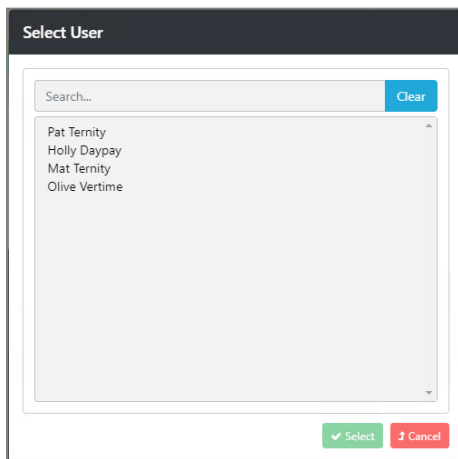 Select User
Search...
Clear
Pat Ternity
Holly Daypay
Mat Ternity
Olive Vertime
Select
Cancel